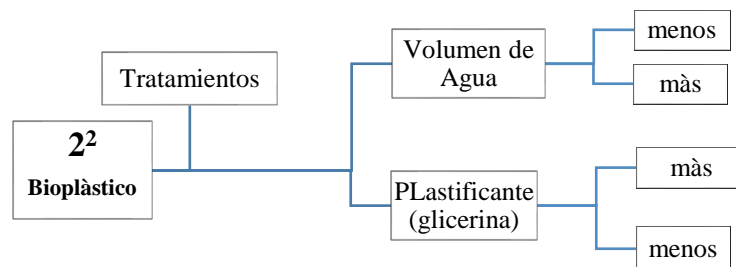 Tratamientos
2²
Bioplàstico
Volumen de
Agua
menos
màs
PLastificante
(glicerina)
màs
menos